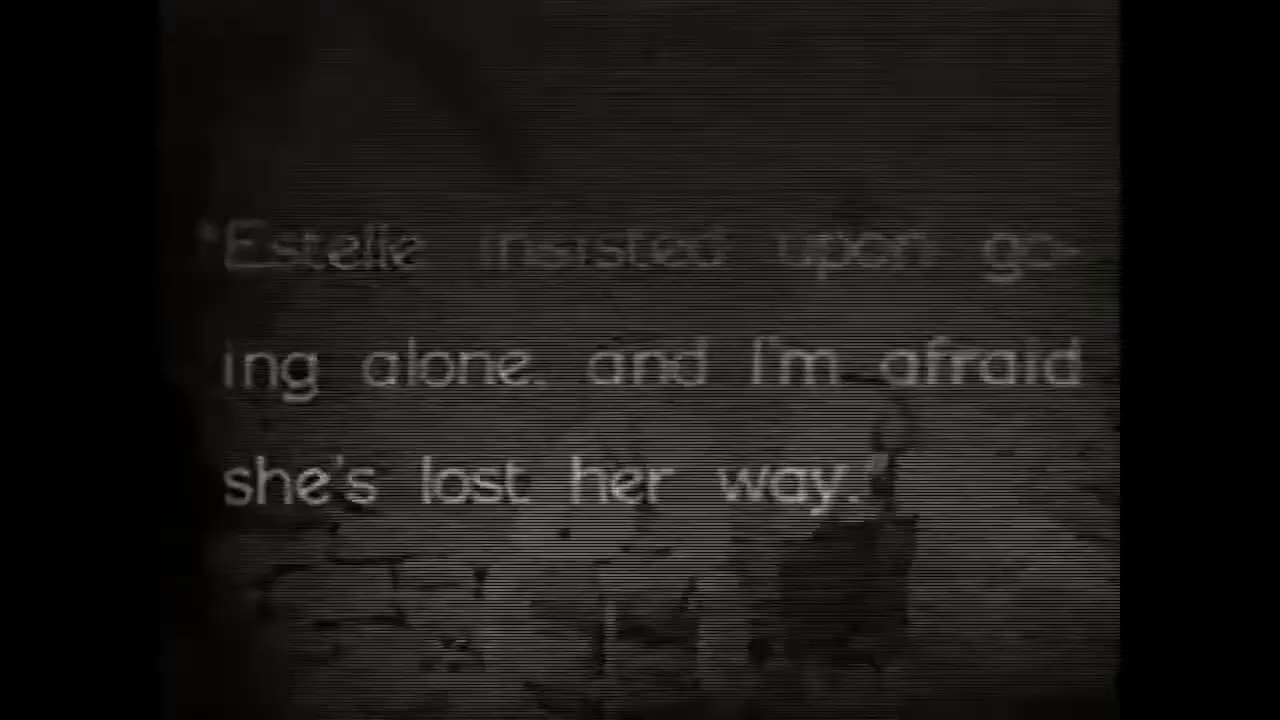 "Estelle insisted upon go-
ing alone, and I'm afraid
she's lost her way."